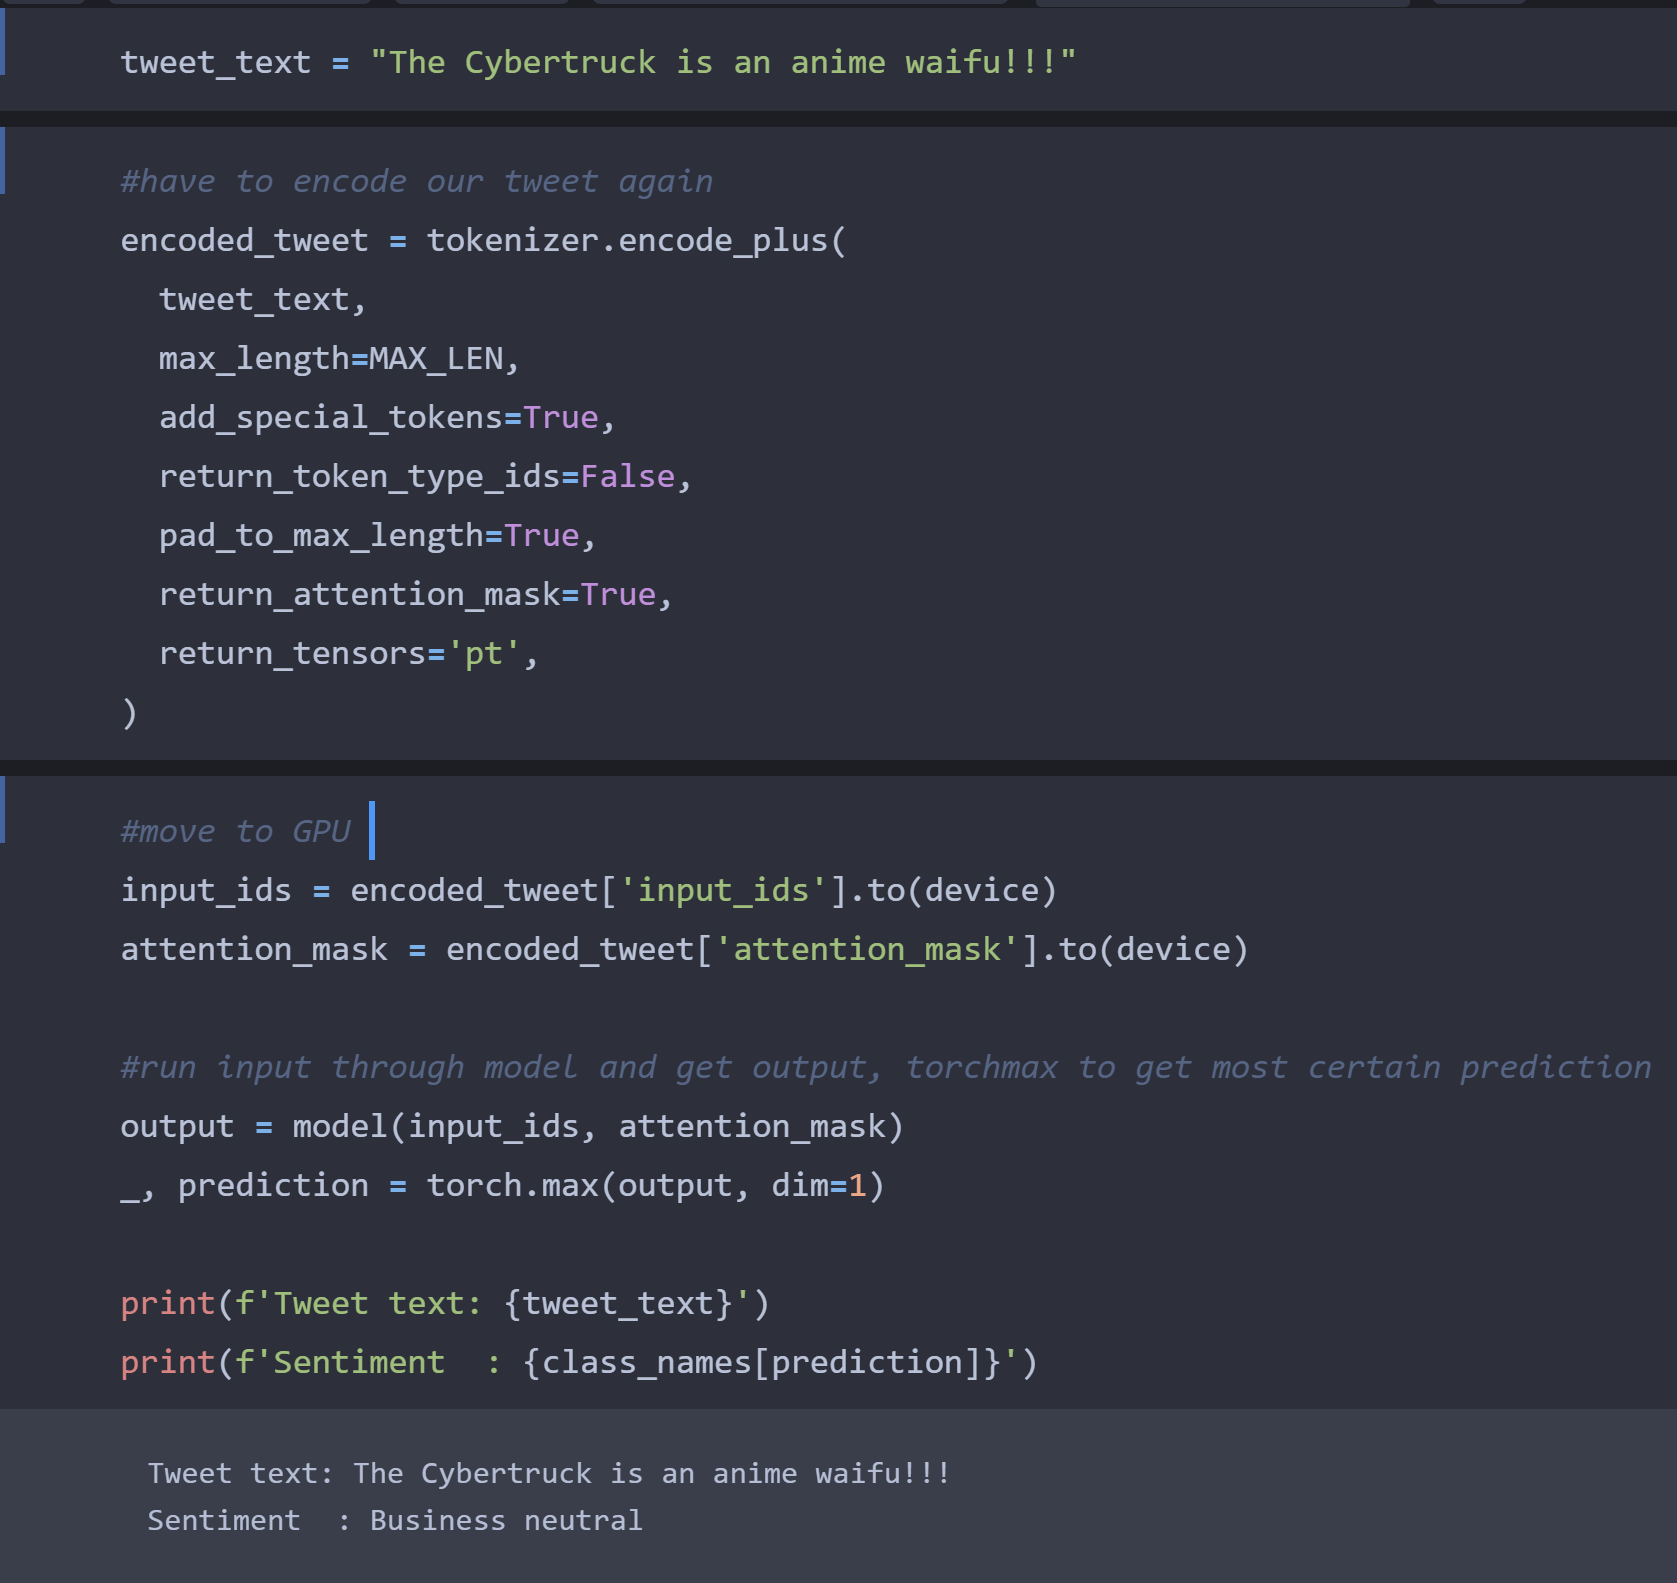 tweet_text = "The Cybertruck is an anime waifu!!!"
#have to encode our tweet again
encoded_tweet = tokenizer.encode_plus(
  tweet_text,
  max_length=MAX_LEN,
  add_special_tokens=True,
  return_token_type_ids=False,
  pad_to_max_length=True,
  return_attention_mask=True,
  return_tensors='pt',
)
#move to GPU
input_ids = encoded_tweet['input_ids'].to(device)
attention_mask = encoded_tweet['attention_mask'].to(device)
#run input through model and get output, torchmax to get most certain prediction
output = model(input_ids, attention_mask)
_, prediction = torch.max(output, dim=1)
print(f'Tweet text: {tweet_text}')
print(f'Sentiment  : {class_names[prediction]}')
Tweet text: The Cybertruck is an anime waifu!!!
Sentiment  : Business neutral